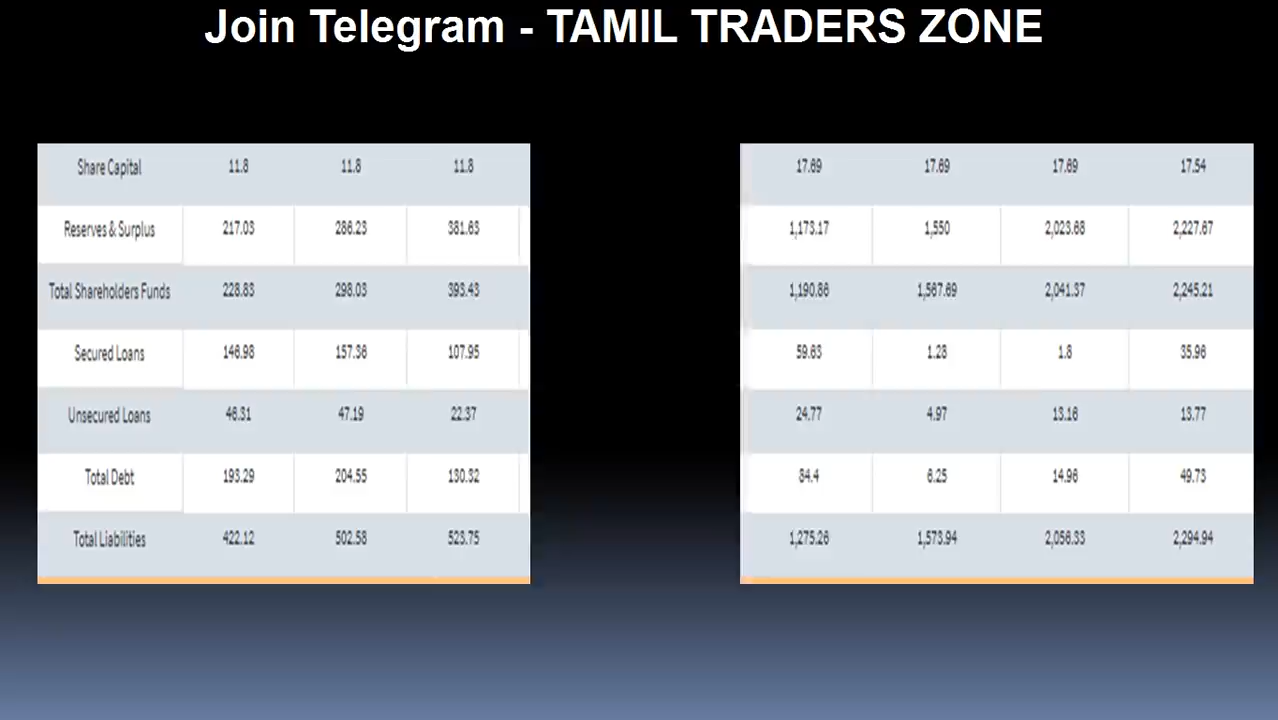 Join Telegram - TAMIL TRADERS ZONE
Share Capital 11.8 11.8 11.8 17.69 17.69 17.69 17.54
Reserves & Surplus 217.03 286.23 381.63 1,173.17 1,550 2,023.68 2,227.67
Total Shareholders Funds 228.83 298.03 393.43 1,190.86 1,567.69 2,041.37 2,245.21
Secured Loans 146.98 157.36 107.95 59.63 1.28 1.8 35.96
Unsecured Loans 46.31 47.19 22.37 24.77 4.97 13.16 13.77
Total Debt 193.29 204.55 130.32 84.4 6.25 14.96 49.73
Total Liabilities 422.12 502.58 523.75 1,275.26 1,573.94 2,056.33 2,294.94